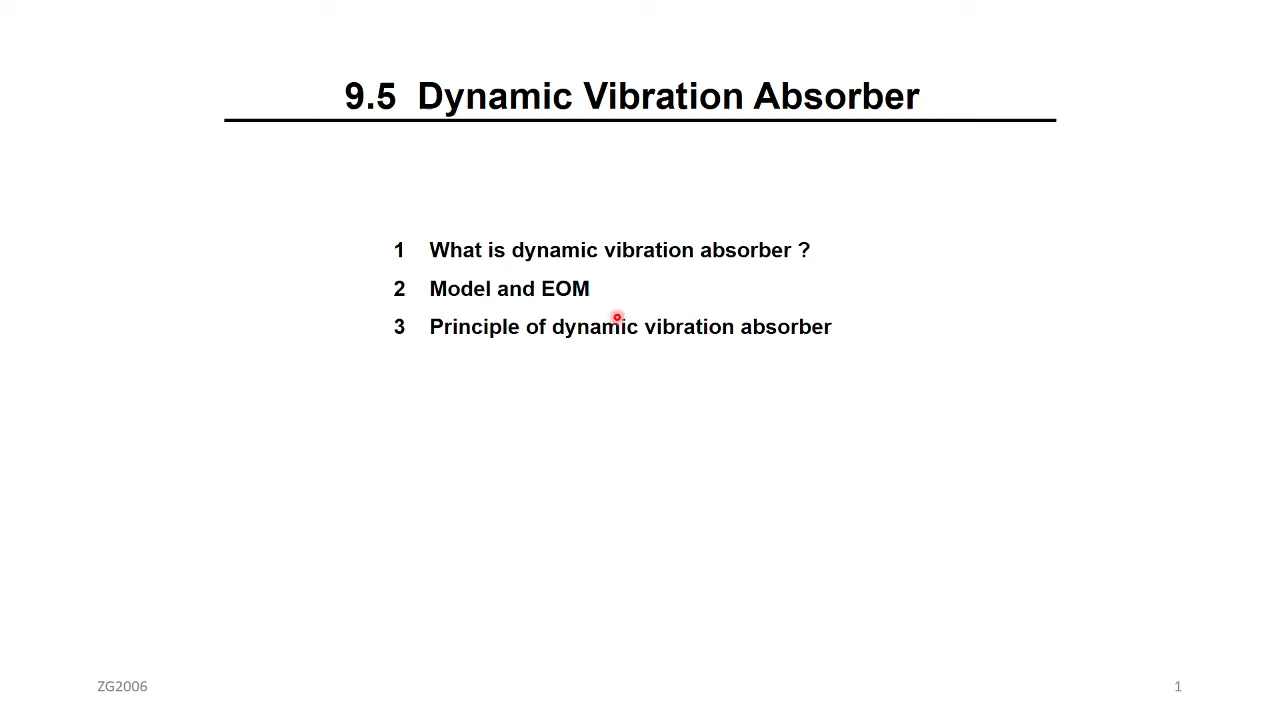 9.5 Dynamic Vibration Absorber
1 What is dynamic vibration absorber ?
2 Model and EOM
3 Principle of dynamic vibration absorber
ZG2006
1